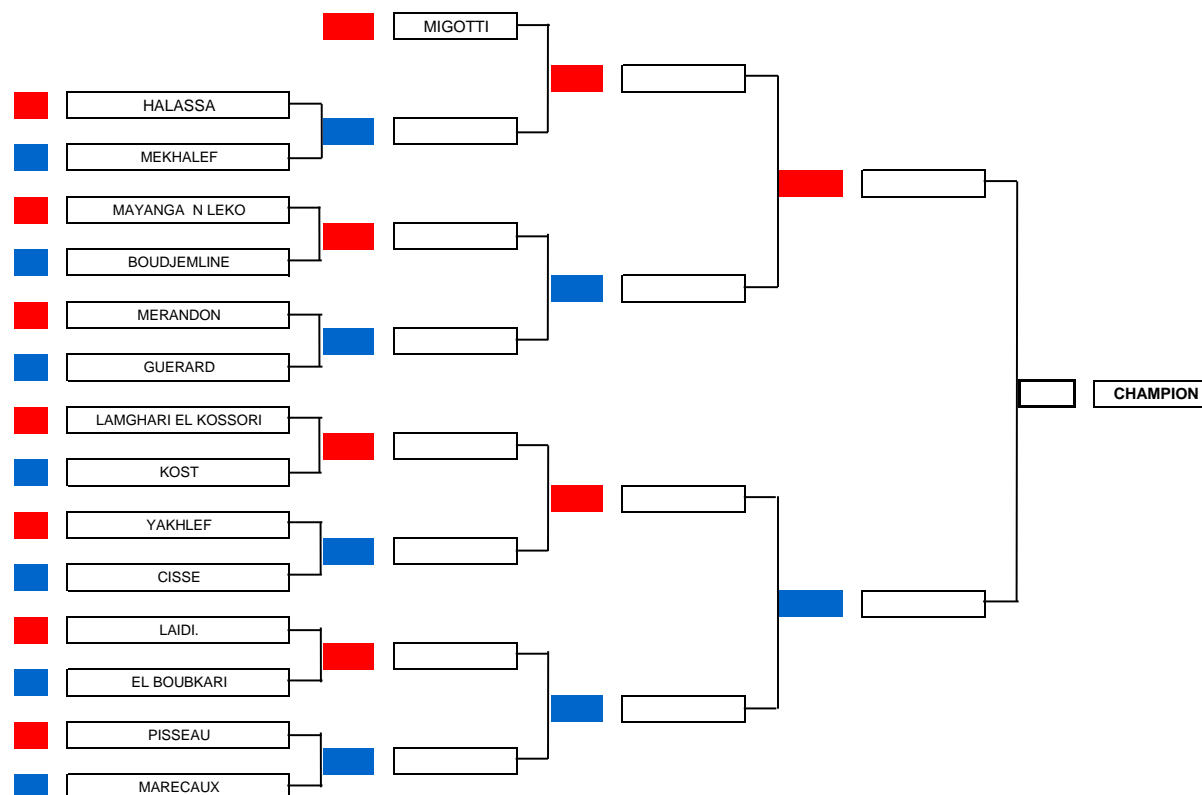 MIGOTTI
HALASSA
MEKHALEF
MAYANGA  N LEKO
BOUDJEMLINE
MERANDON
GUERARD
CHAMPION
LAMGHARI EL KOSSORI
KOST
YAKHLEF
CISSE
LAIDI.
EL BOUBKARI
PISSEAU
MARECAUX